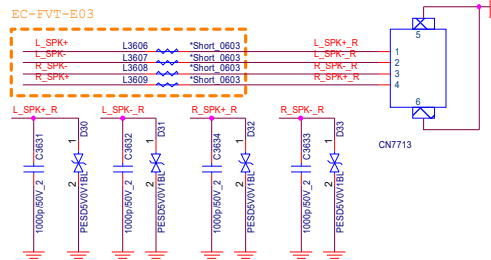 EC-FVT-E03
L_SPK+ L3606 *Short_0603 L_SPK+_R
L_SPK- L3607 *Short_0603 L_SPK-_R
R_SPK- L3608 *Short_0603 R_SPK-_R
R_SPK+ L3609 *Short_0603 R_SPK+_R
5
1
2
3
4
6
CN7713
L_SPK+_R L_SPK-_R R_SPK+_R R_SPK-_R
C3631 1000p/50V_2
1 2 D30 PESD5V0V1BL
C3632 1000p/50V_2
1 2 D31 PESD5V0V1BL
C3634 1000p/50V_2
1 2 D32 PESD5V0V1BL
C3633 1000p/50V_2
1 2 D33 PESD5V0V1BL